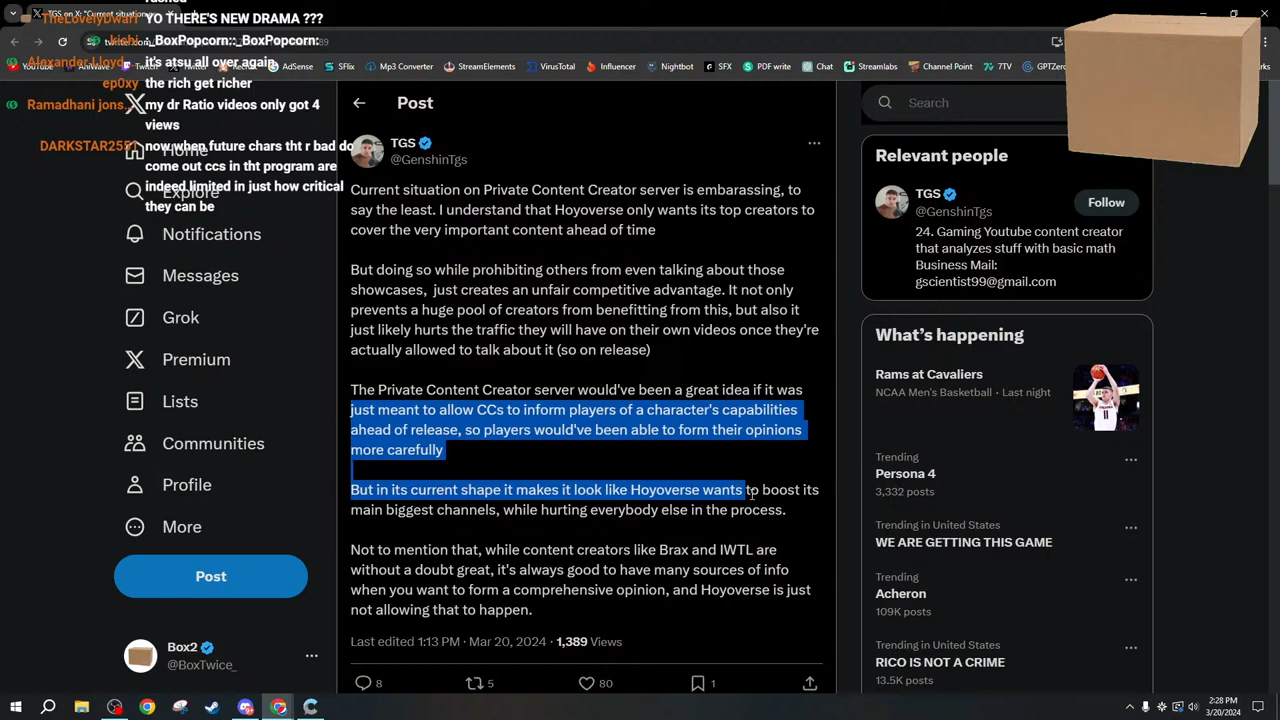 rushed
TheLovelyDwarf YO THERE'S NEW DRAMA ???
kishi: :_BoxPopcorn::_BoxPopcorn:
Alexander Lloyd it's atsu all over again
ep0xy the rich get richer
Ramadhani jons... my dr Ratio videos only got 4
views
DARKSTAR2551 now when future chars tht r bad do
come out ccs in tht program are
indeed limited in just how critical
they can be
TGS on X: "Current situation
YouTube
AniWave
Twitch
Twitter
AdSense
SFlix
Mp3 Converter
StreamElements
VirusTotal
Influencer
Nightbot
SFX
PDF write
Chat
Streamlabs
Channel Point
7TV
GPTZero
Home
Explore
Notifications
Messages
Grok
Premium
Lists
Communities
Profile
More
Post
Box2
@BoxTwice_
Post
TGS
@GenshinTgs
Current situation on Private Content Creator server is embarassing, to
say the least. I understand that Hoyoverse only wants its top creators to
cover the very important content ahead of time
But doing so while prohibiting others from even talking about those
showcases, just creates an unfair competitive advantage. It not only
prevents a huge pool of creators from benefitting from this, but also it
just likely hurts the traffic they will have on their own videos once they're
actually allowed to talk about it (so on release)
The Private Content Creator server would've been a great idea if it was
just meant to allow CCs to inform players of a character's capabilities
ahead of release, so players would've been able to form their opinions
more carefully
But in its current shape it makes it look like Hoyoverse wants to boost its
main biggest channels, while hurting everybody else in the process.
Not to mention that, while content creators like Brax and IWTL are
without a doubt great, it's always good to have many sources of info
when you want to form a comprehensive opinion, and Hoyoverse is just
not allowing that to happen.
Last edited 1:13 PM · Mar 20, 2024 · 1,389 Views
8
5
80
1
Search
Relevant people
TGS
@GenshinTgs
Follow
24. Gaming Youtube content creator
that analyzes stuff with basic math
Business Mail:
gscientist99@gmail.com
What's happening
Rams at Cavaliers
NCAA Men's Basketball · Last night
Trending
Persona 4
3,332 posts
Trending in United States
WE ARE GETTING THIS GAME
Trending
Acheron
109K posts
Trending in United States
RICO IS NOT A CRIME
13.5K posts
2:28 PM
3/20/2024